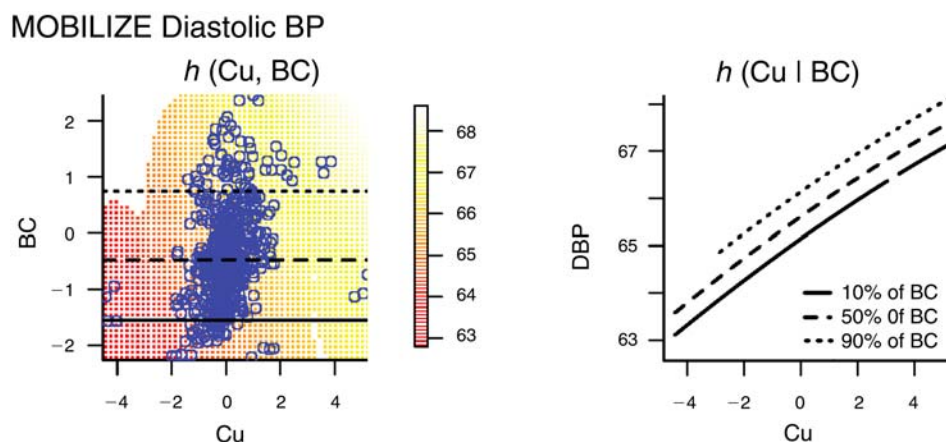 MOBILIZE Diastolic BP
h (Cu, BC)
BC
2
1
0
−1
−2
−4 −2 0 2 4
Cu
68
67
66
65
64
63
h (Cu I BC)
DBP
67
65
63
10% of BC
50% 0f BC
90% of BC
−4 −2 0 2 4
Cu